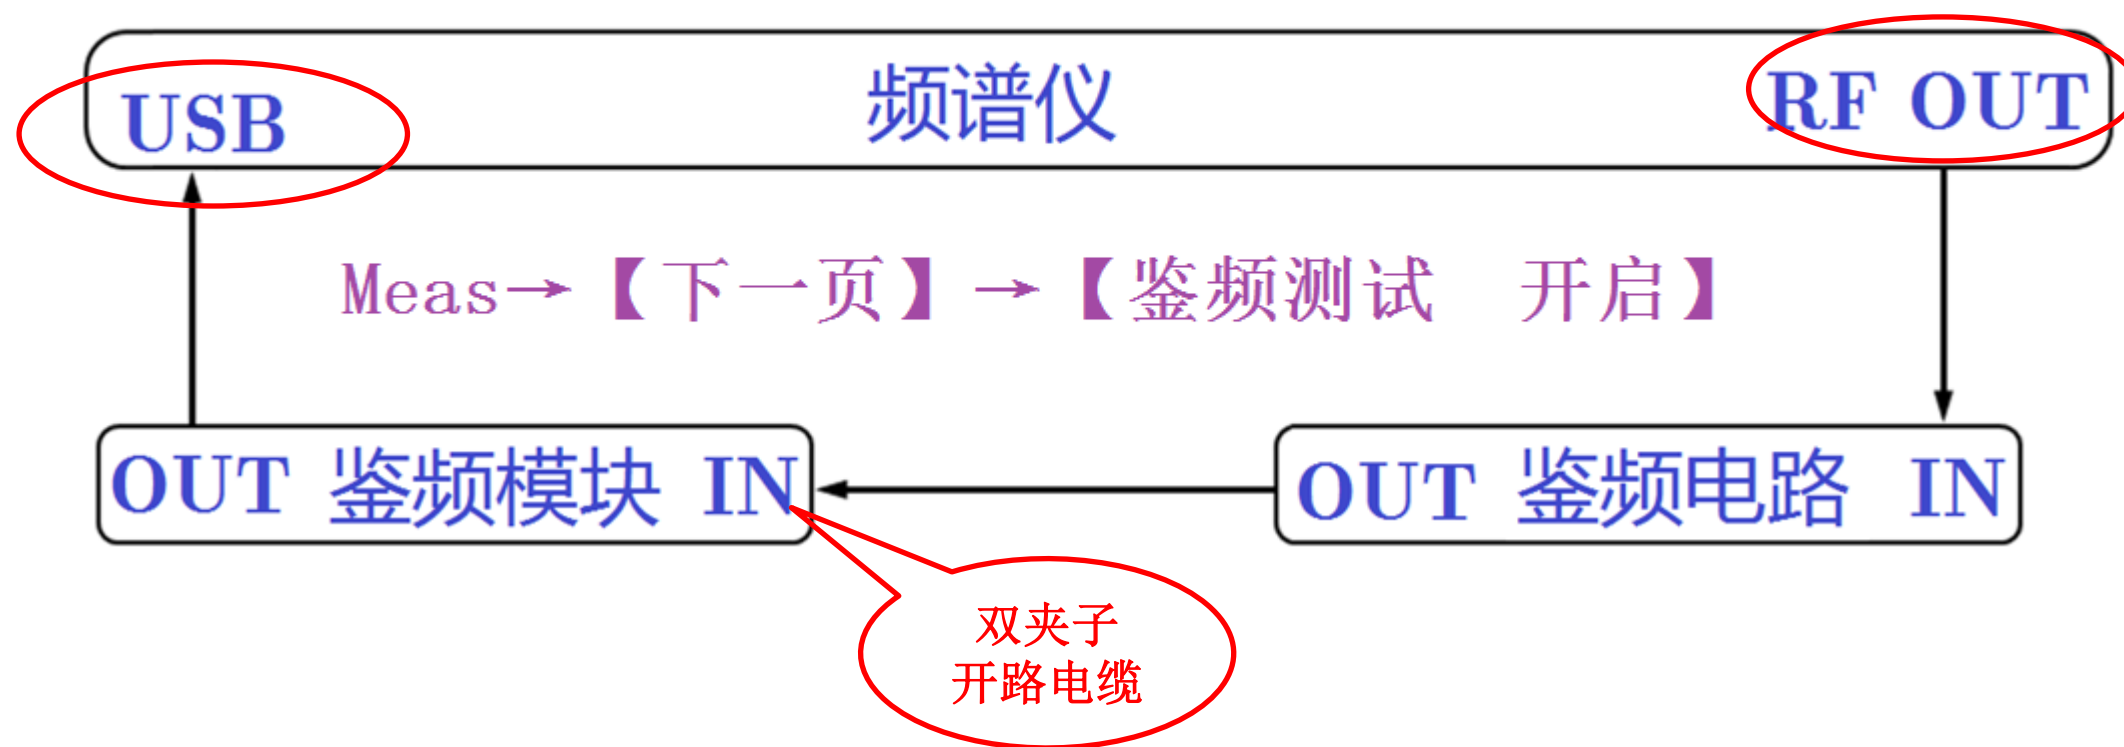 USB 频谱仪 RF OUT
Meas→【下一页】→【鉴频测试 开启】
OUT 鉴频模块 IN
OUT 鉴频电路 IN
双夹子
开路电缆